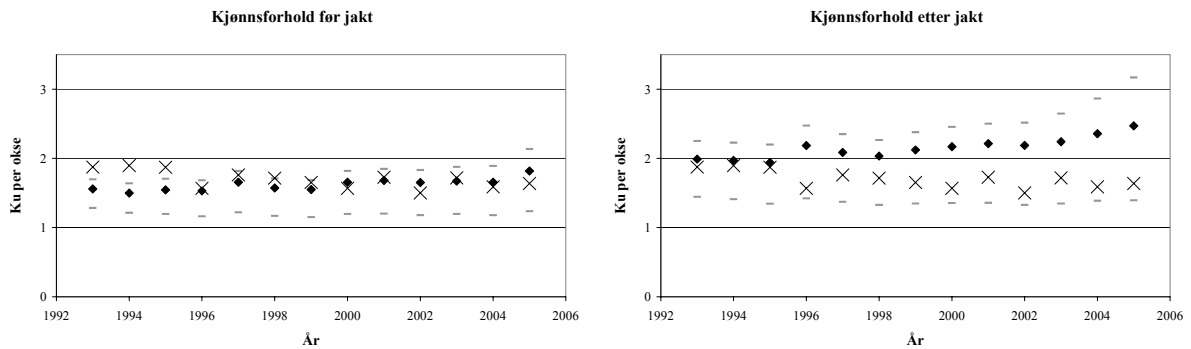 Kjønnsforhold før jakt
Ku per okse
3
2
1
0
1992 1994 1996 1998 2000 2002 2004 2006
År
Kjønnsforhold etter jakt
Ku per okse
3
2
1
0
1992 1994 1996 1998 2000 2002 2004 2006
År